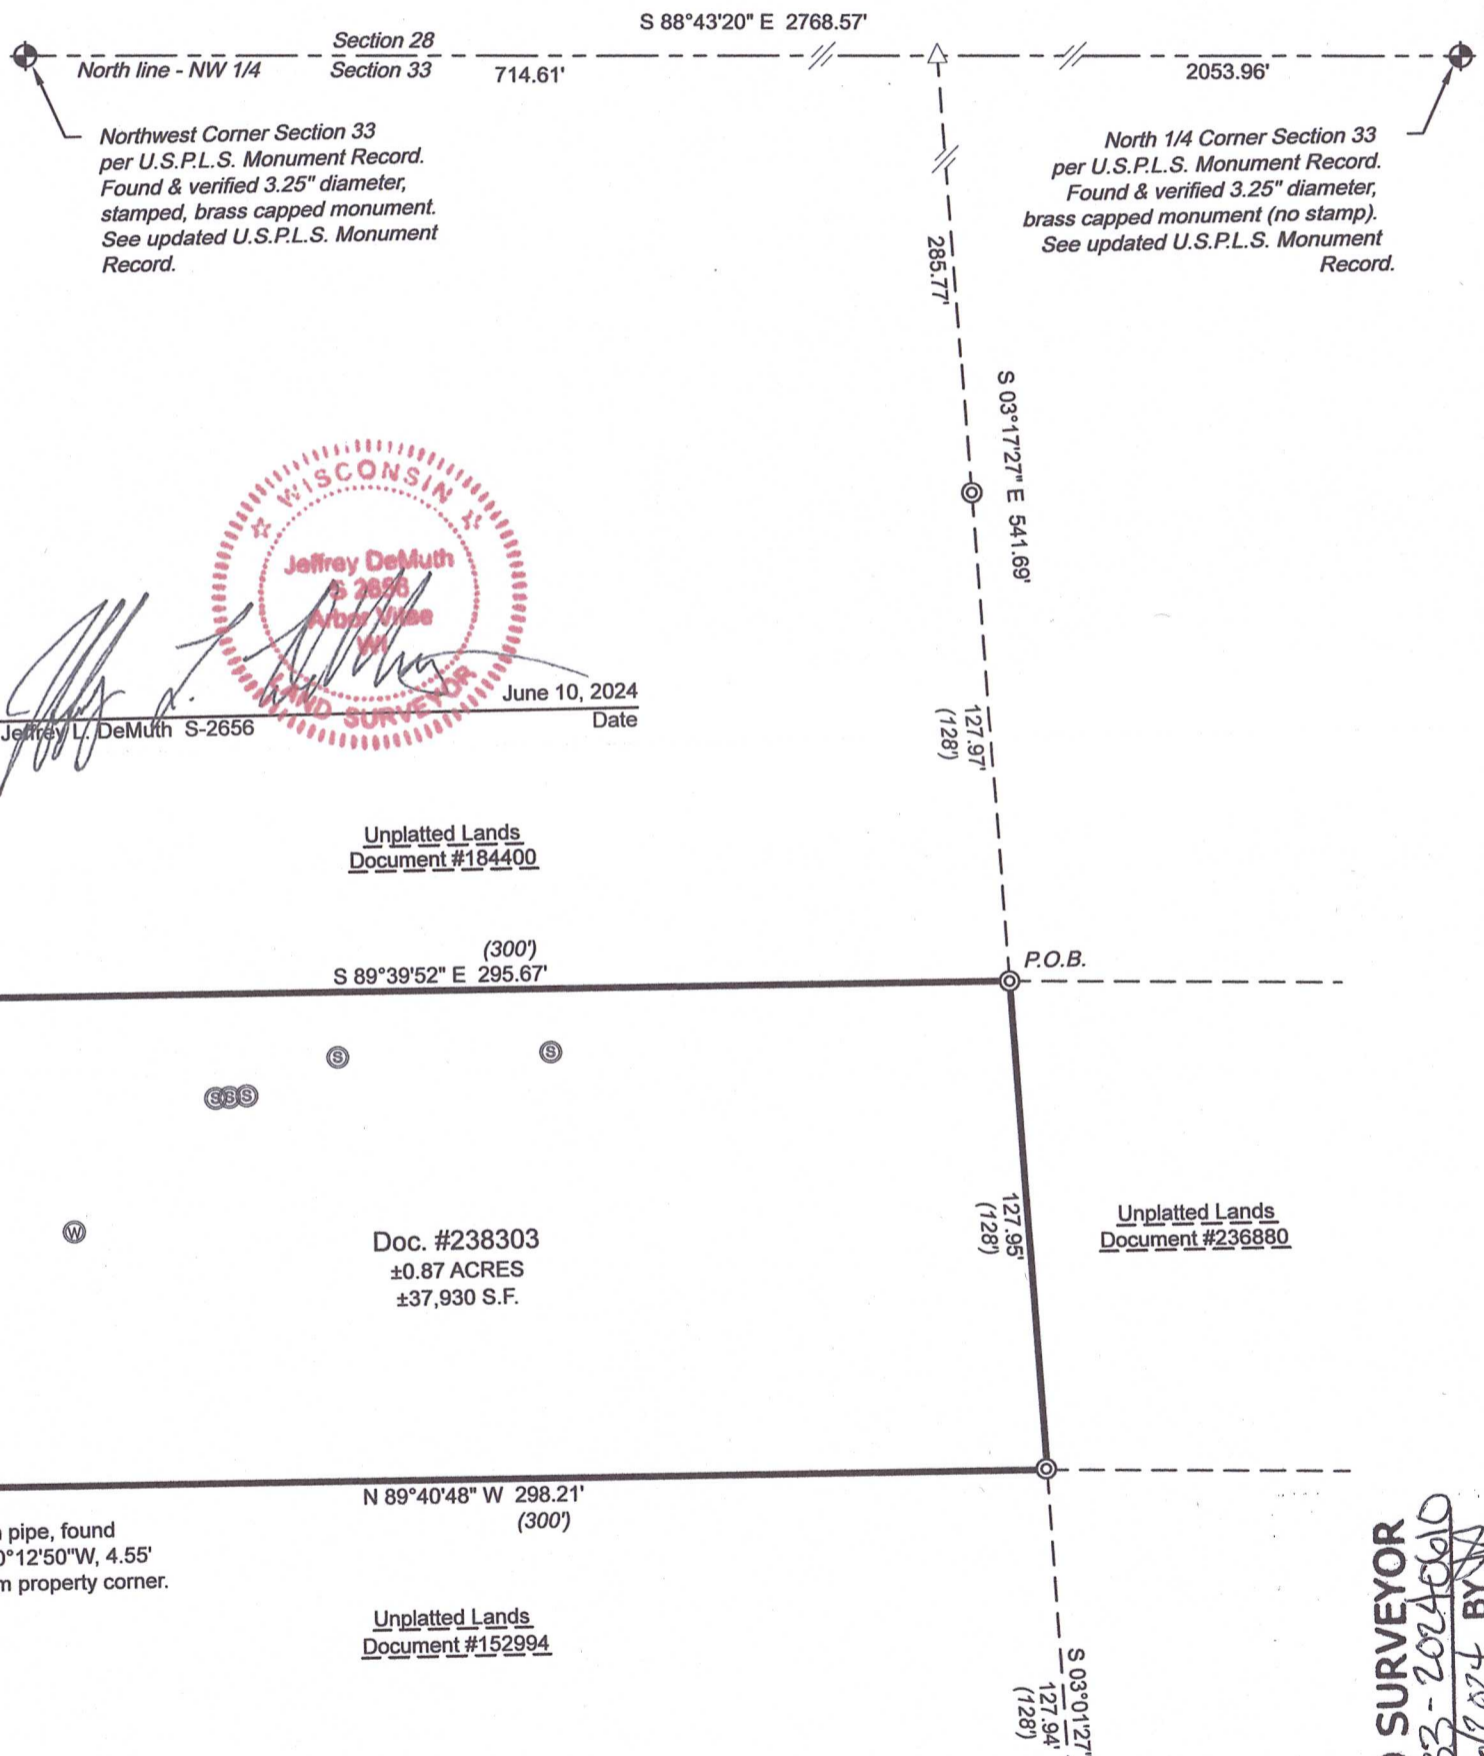 S 88°43'20" E 2768.57'
Section 28
North line - NW 1/4
Section 33
714.61'
2053.96'
Northwest Corner Section 33
per U.S.P.L.S. Monument Record.
Found & verified 3.25" diameter,
stamped, brass capped monument.
See updated U.S.P.L.S. Monument
Record.
North 1/4 Corner Section 33
per U.S.P.L.S. Monument Record.
Found & verified 3.25" diameter,
brass capped monument (no stamp).
See updated U.S.P.L.S. Monument
Record.
285.77'
S 03°17'27" E 541.69'
WISCONSIN
Jeffrey DeMuth
S 2656
Arbor Vitae
WI
LAND SURVEYOR
June 10, 2024
Jeffrey L. DeMuth S-2656
Date
127.97'
(128')
Unplatted Lands
Document #184400
(300')
S 89°39'52" E 295.67'
P.O.B.
S
S
S S S
W
127.95'
(128')
Unplatted Lands
Document #236880
Doc. #238303
±0.87 ACRES
±37,930 S.F.
N 89°40'48" W 298.21'
(300')
pipe, found
0°12'50"W, 4.55'
property corner.
Unplatted Lands
Document #152994
S 03°01'27"
127.94'
(128')
SURVEYOR
33-20240610
BY